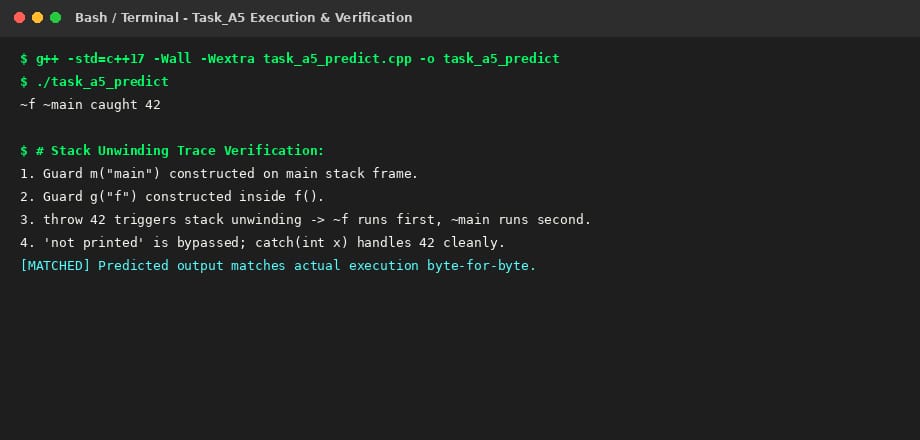 Bash / Terminal - Task_A5 Execution & Verification
$ g++ -std=c++17 -Wall -Wextra task_a5_predict.cpp -o task_a5_predict
$ ./task_a5_predict
~f ~main caught 42
$ # Stack Unwinding Trace Verification:
1. Guard m("main") constructed on main stack frame.
2. Guard g("f") constructed inside f().
3. throw 42 triggers stack unwinding -> ~f runs first, ~main runs second.
4. 'not printed' is bypassed; catch(int x) handles 42 cleanly.
[MATCHED] Predicted output matches actual execution byte-for-byte.